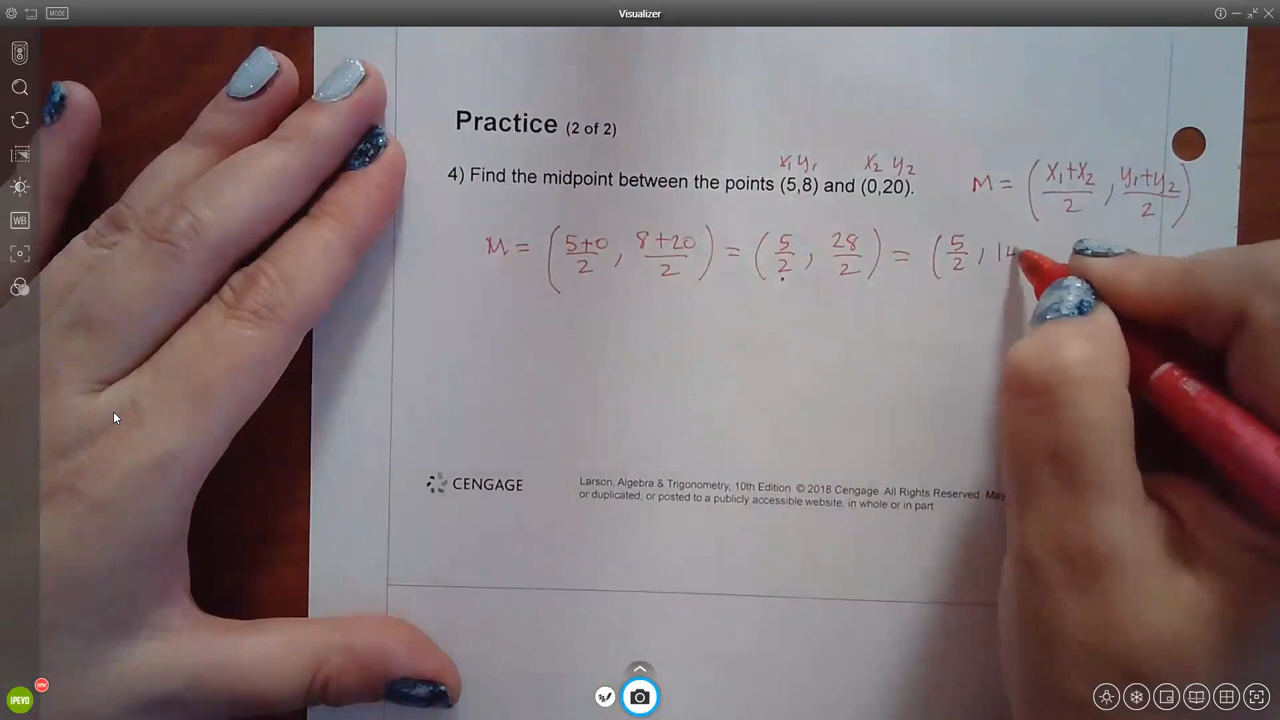 MODE
Visualizer
Practice (2 of 2)
x₁ y₁ x₂ y₂
4) Find the midpoint between the points (5,8) and (0,20).
M = (x₁+x₂/2, y₁+y₂/2)
M = (5+0/2, 8+20/2) = (5/2, 28/2) = (5/2, 14
WB
CENGAGE
Larson, Algebra & Trigonometry, 10th Edition. © 2018 Cengage. All Rights Reserved. May
or duplicated, or posted to a publicly accessible website, in whole or in part
IPEVO